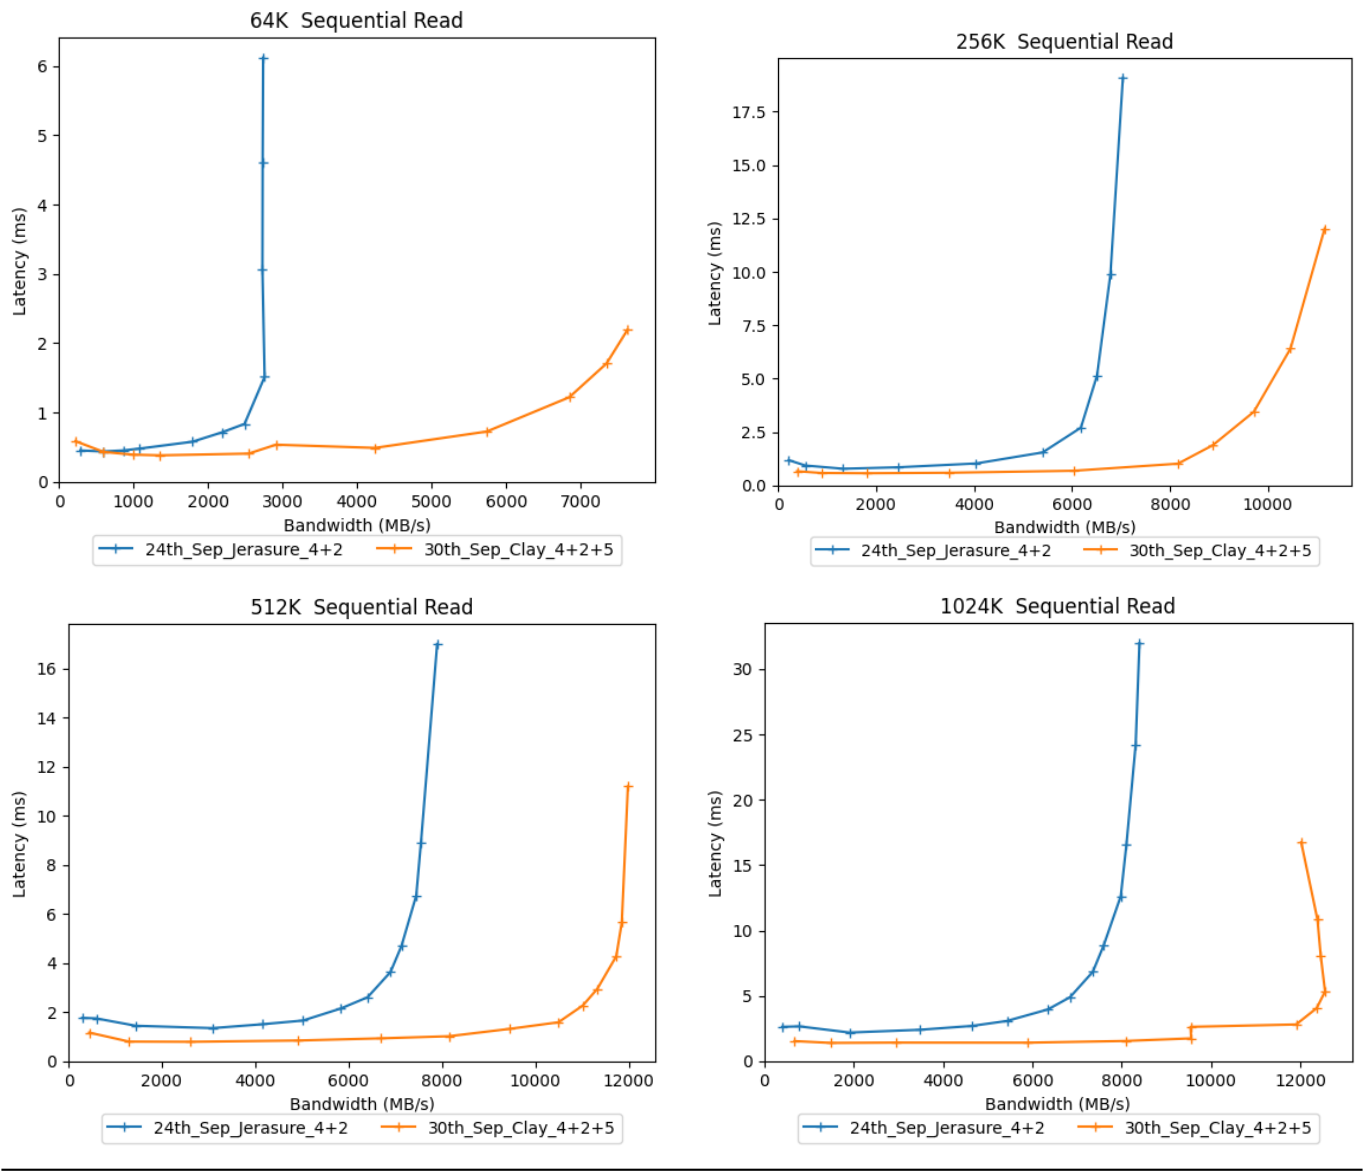 64K Sequential Read
6
5
4
3
2
1
0
Latency (ms)
0 1000 2000 3000 4000 5000 6000 7000
Bandwidth (MB/s)
24th_Sep_Jerasure_4+2 30th_Sep_Clay_4+2+5
256K Sequential Read
17.5
15.0
12.5
10.0
7.5
5.0
2.5
0.0
Latency (ms)
0 2000 4000 6000 8000 10000
Bandwidth (MB/s)
24th_Sep_Jerasure_4+2 30th_Sep_Clay_4+2+5
512K Sequential Read
16
14
12
10
8
6
4
2
0
Latency (ms)
0 2000 4000 6000 8000 10000 12000
Bandwidth (MB/s)
24th_Sep_Jerasure_4+2 30th_Sep_Clay_4+2+5
1024K Sequential Read
30
25
20
15
10
5
0
Latency (ms)
0 2000 4000 6000 8000 10000 12000
Bandwidth (MB/s)
24th_Sep_Jerasure_4+2 30th_Sep_Clay_4+2+5